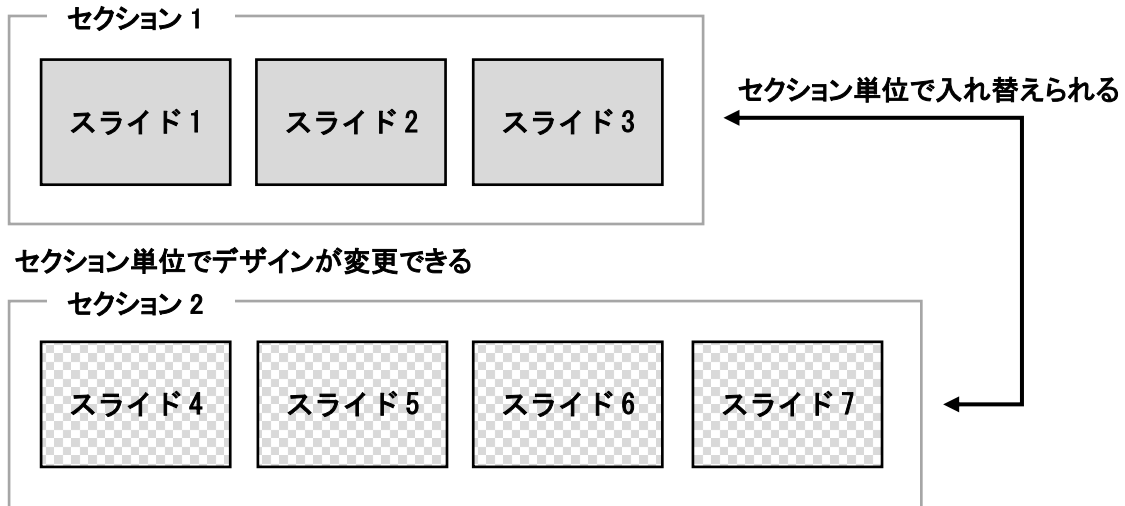 セクション 1
スライド 1
スライド 2
スライド 3
セクション単位で入れ替えられる
セクション単位でデザインが変更できる
セクション 2
スライド 4
スライド 5
スライド 6
スライド 7